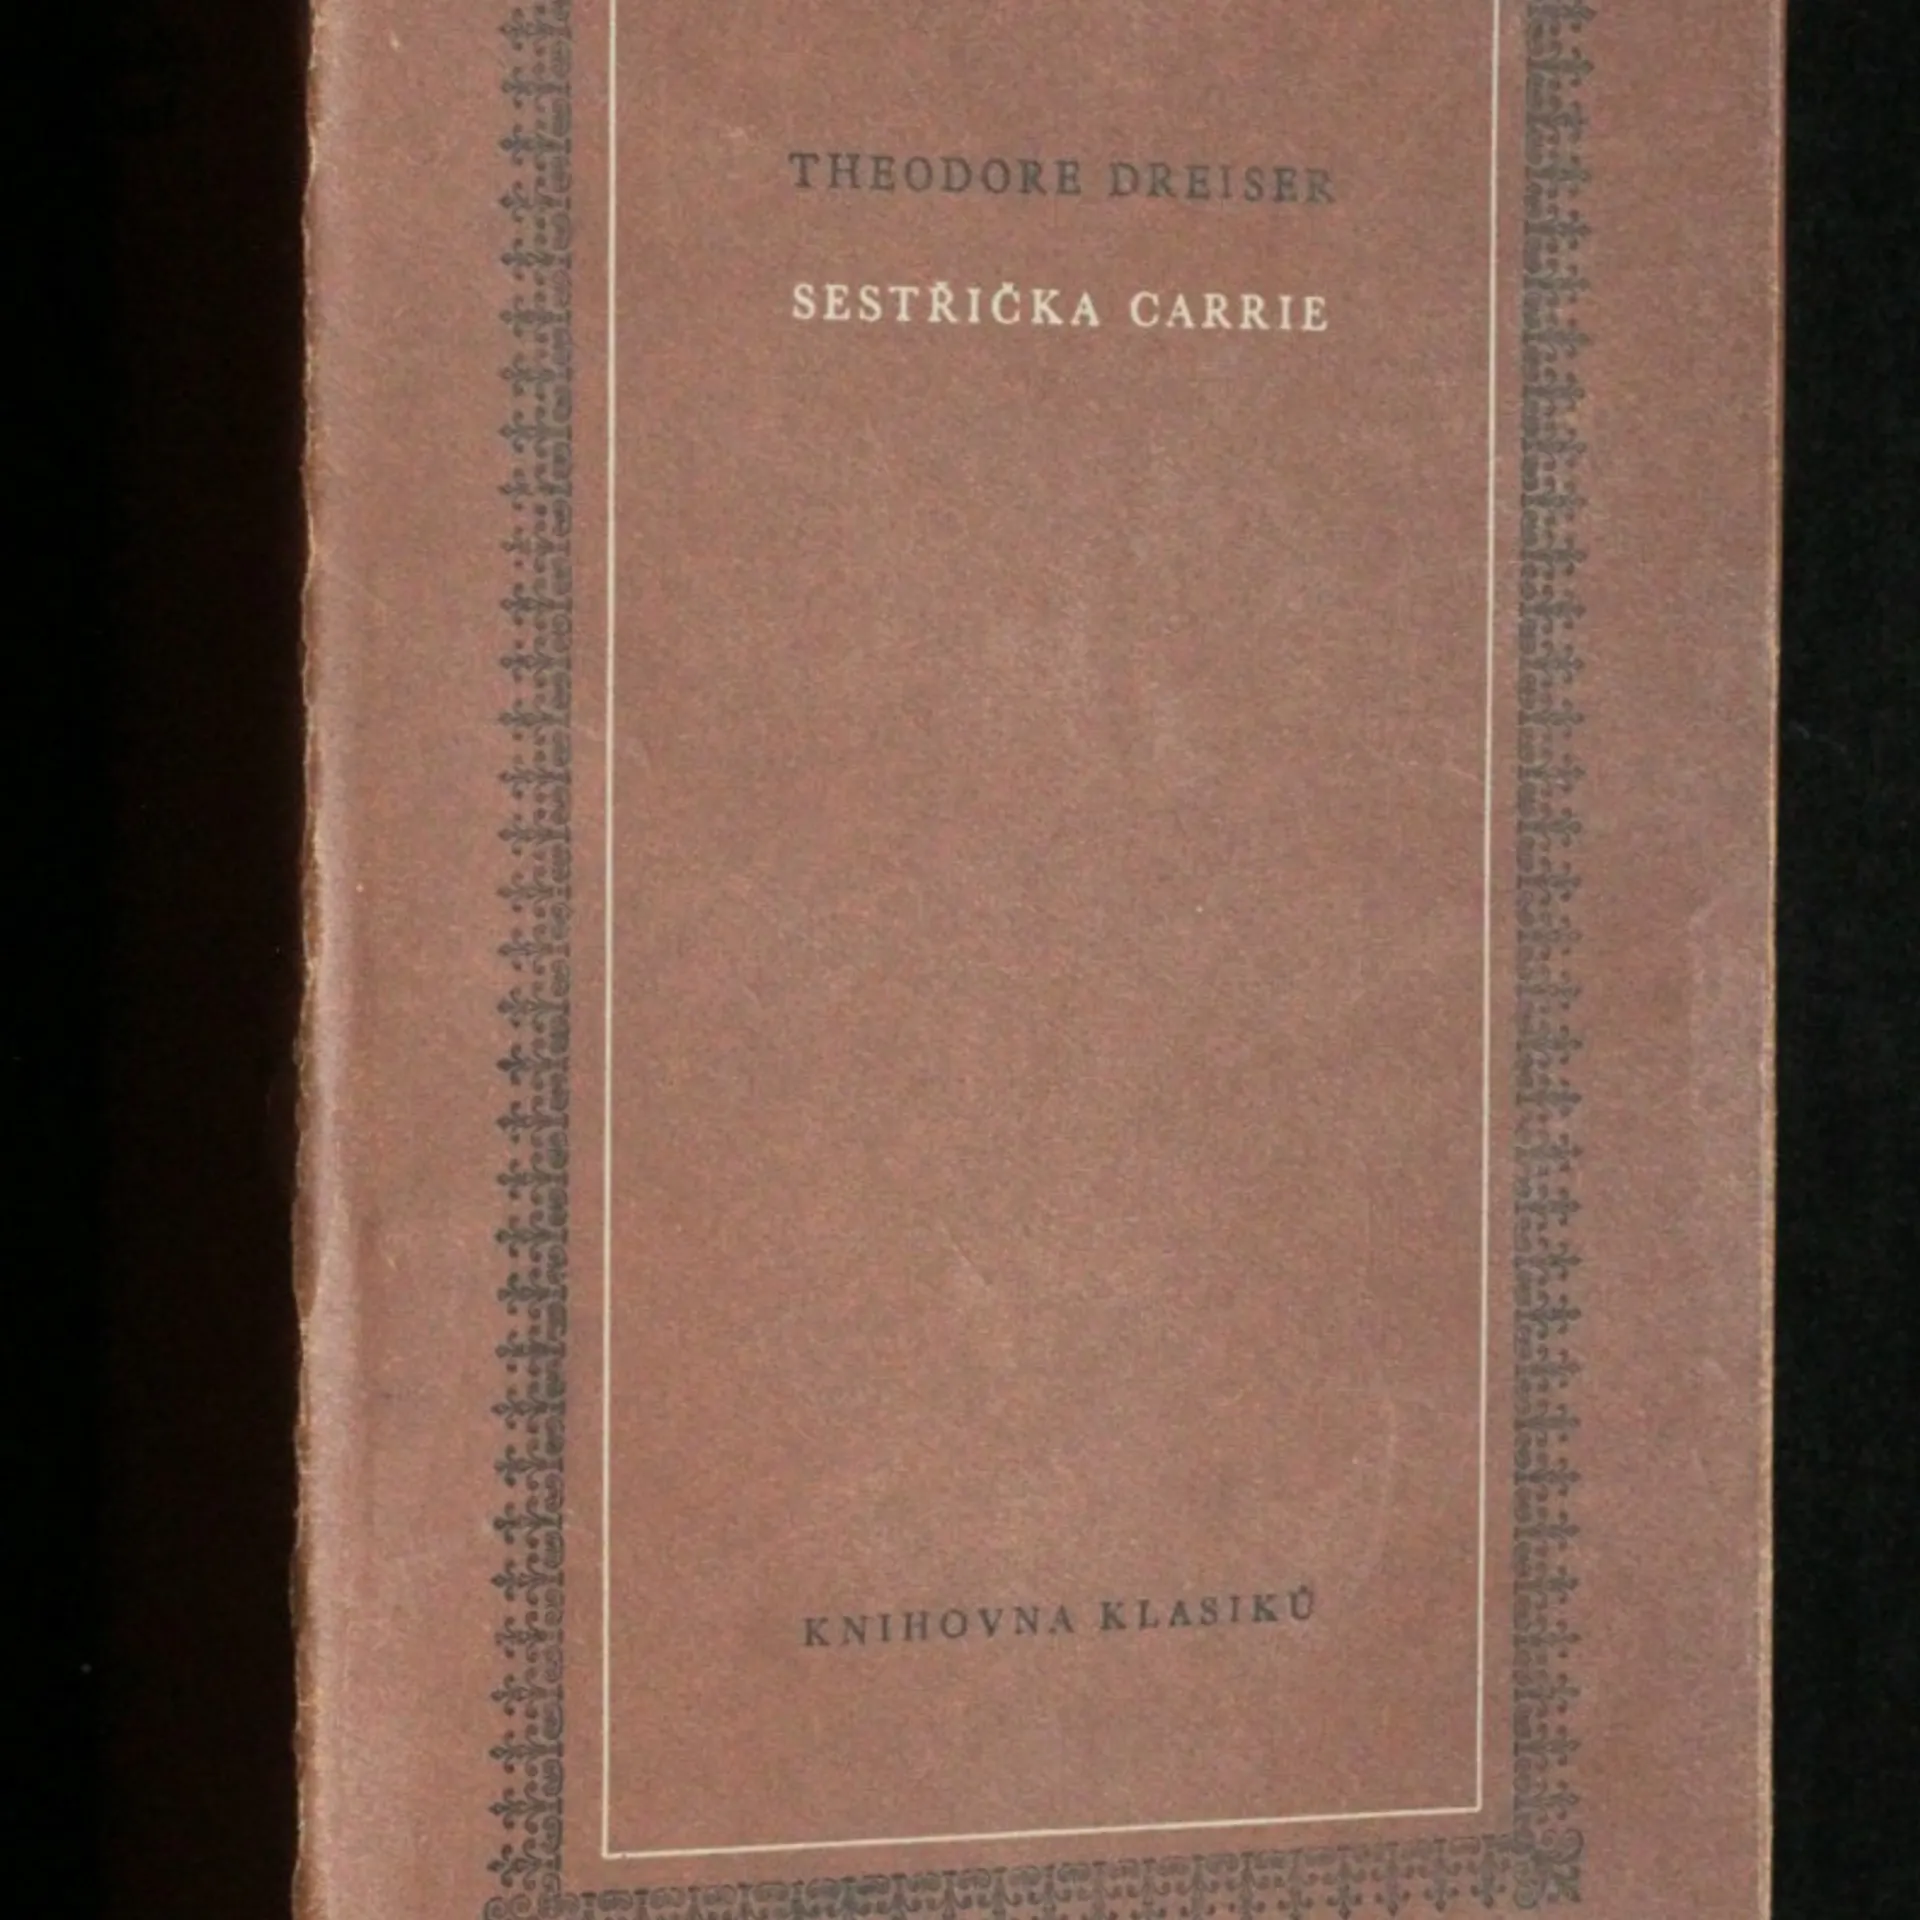 THEODORE DREISER
SESTŘIČKA CARRIE
KNIHOVNA KLASIKŮ